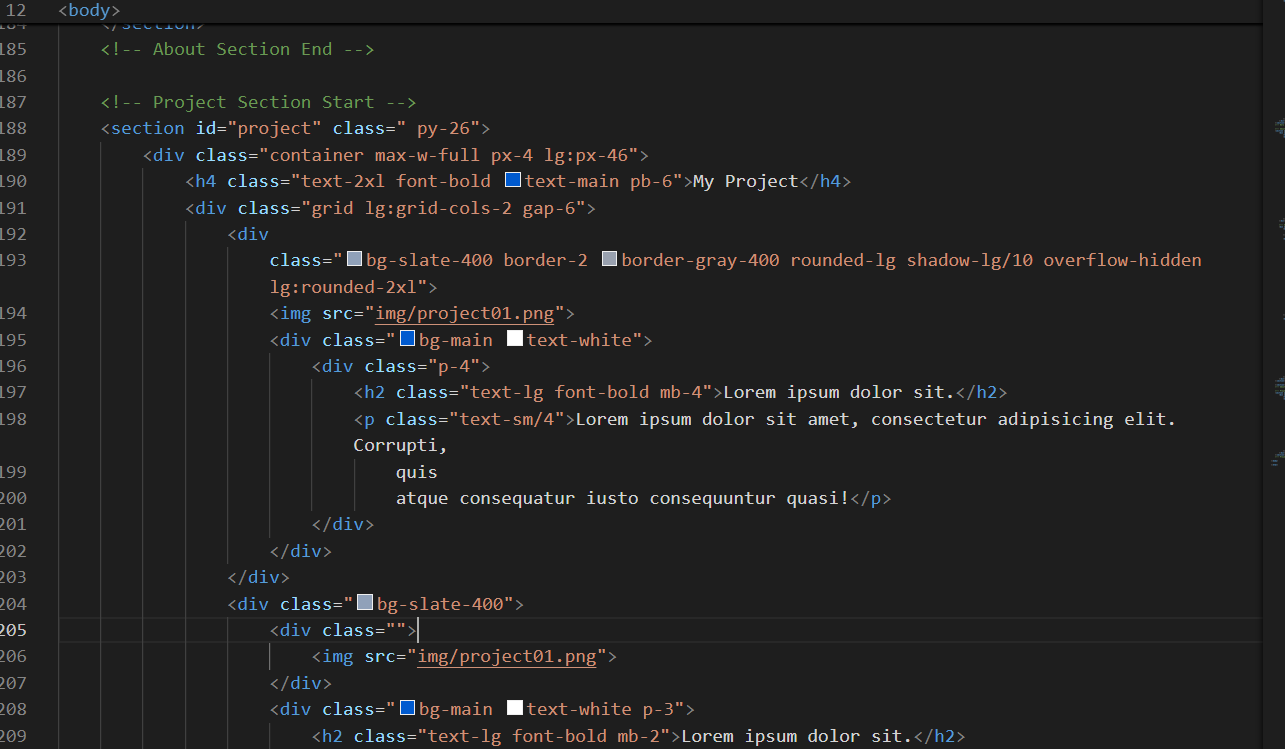 12 <body>
184 </section>
185 <!-- About Section End -->
186
187 <!-- Project Section Start -->
188 <section id="project" class=" py-26">
189 <div class="container max-w-full px-4 lg:px-46">
190 <h4 class="text-2xl font-bold text-main pb-6">My Project</h4>
191 <div class="grid lg:grid-cols-2 gap-6">
192 <div
193 class="bg-slate-400 border-2 border-gray-400 rounded-lg shadow-lg/10 overflow-hidden
lg:rounded-2xl">
194 <img src="img/project01.png">
195 <div class="bg-main text-white">
196 <div class="p-4">
197 <h2 class="text-lg font-bold mb-4">Lorem ipsum dolor sit.</h2>
198 <p class="text-sm/4">Lorem ipsum dolor sit amet, consectetur adipisicing elit.
Corrupti,
199 quis
200 atque consequatur iusto consequuntur quasi!</p>
201 </div>
202 </div>
203 </div>
204 <div class="bg-slate-400">
205 <div class="">
206 <img src="img/project01.png">
207 </div>
208 <div class="bg-main text-white p-3">
209 <h2 class="text-lg font-bold mb-2">Lorem ipsum dolor sit.</h2>